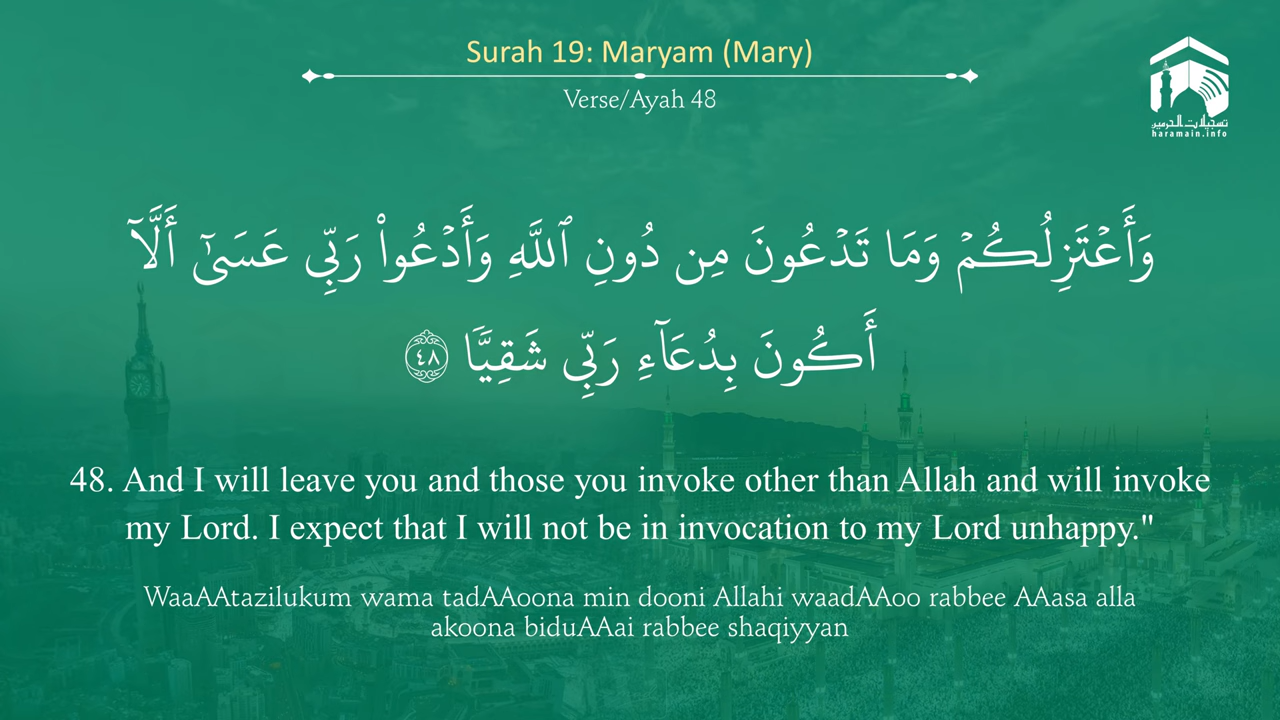 Surah 19: Maryam (Mary)
Verse/Ayah 48
تسجيلات الحرمين
haramain.info
وَأَعۡتَزِلُكُمۡ وَمَا تَدۡعُونَ مِن دُونِ ٱللَّهِ وَأَدۡعُواْ رَبِّي عَسَىٰٓ أَلَّآ
أَكُونَ بِدُعَآءِ رَبِّي شَقِيّٗا ٤٨
48. And I will leave you and those you invoke other than Allah and will invoke
my Lord. I expect that I will not be in invocation to my Lord unhappy."
WaaAAtazilukum wama tadAAoona min dooni Allahi waadAAoo rabbee AAasa alla
akoona biduAAai rabbee shaqiyyan